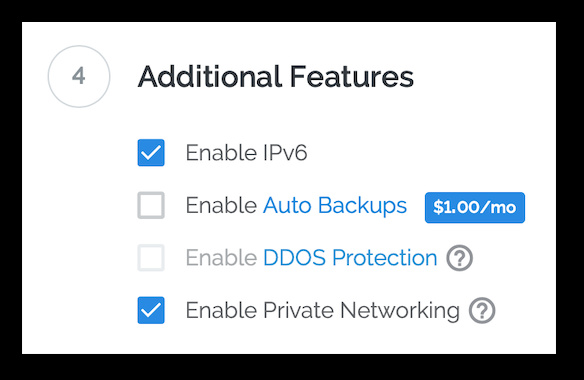 4
Additional Features
Enable IPv6
Enable Auto Backups $1.00/mo
Enable DDOS Protection ?
Enable Private Networking ?